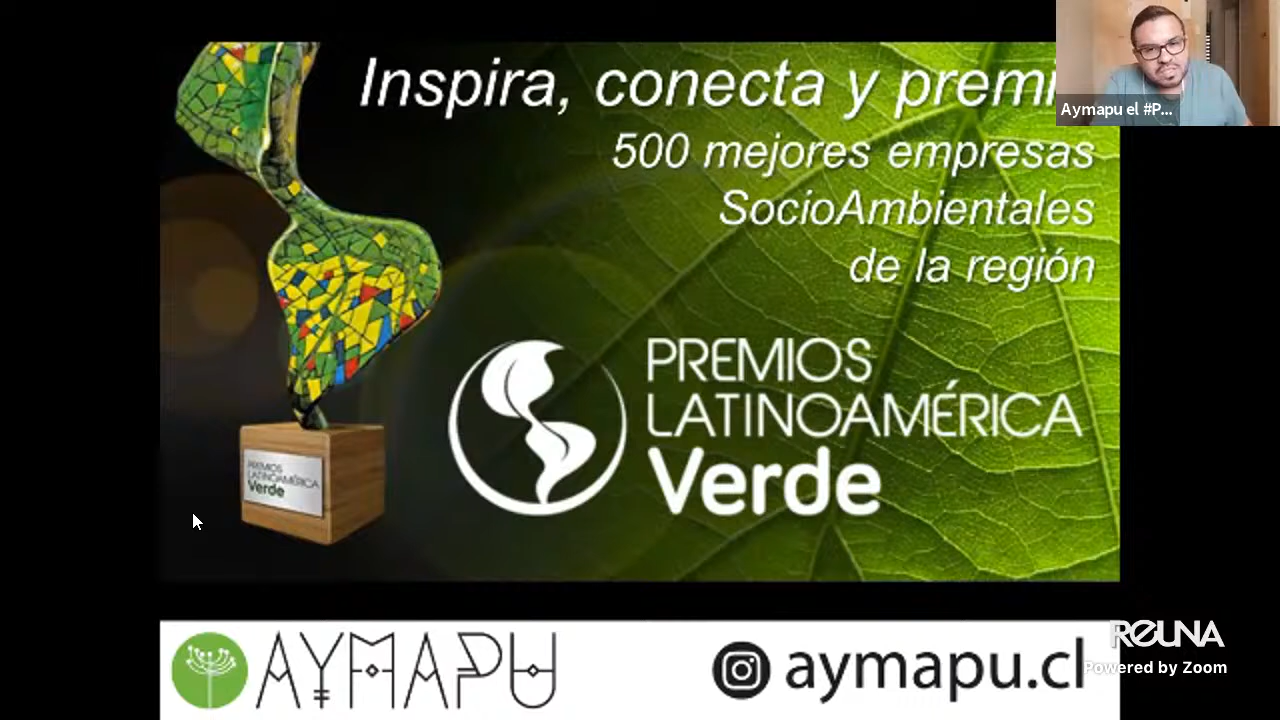 Inspira, conecta y premi
500 mejores empresas
SocioAmbientales
de la región
PREMIOS
LATINOAMÉRICA
Verde
PREMIOS
LATINOAMÉRICA
Verde
AYMAPU
aymapu.cl
Aymapu el #P...
REUNA
Powered by Zoom